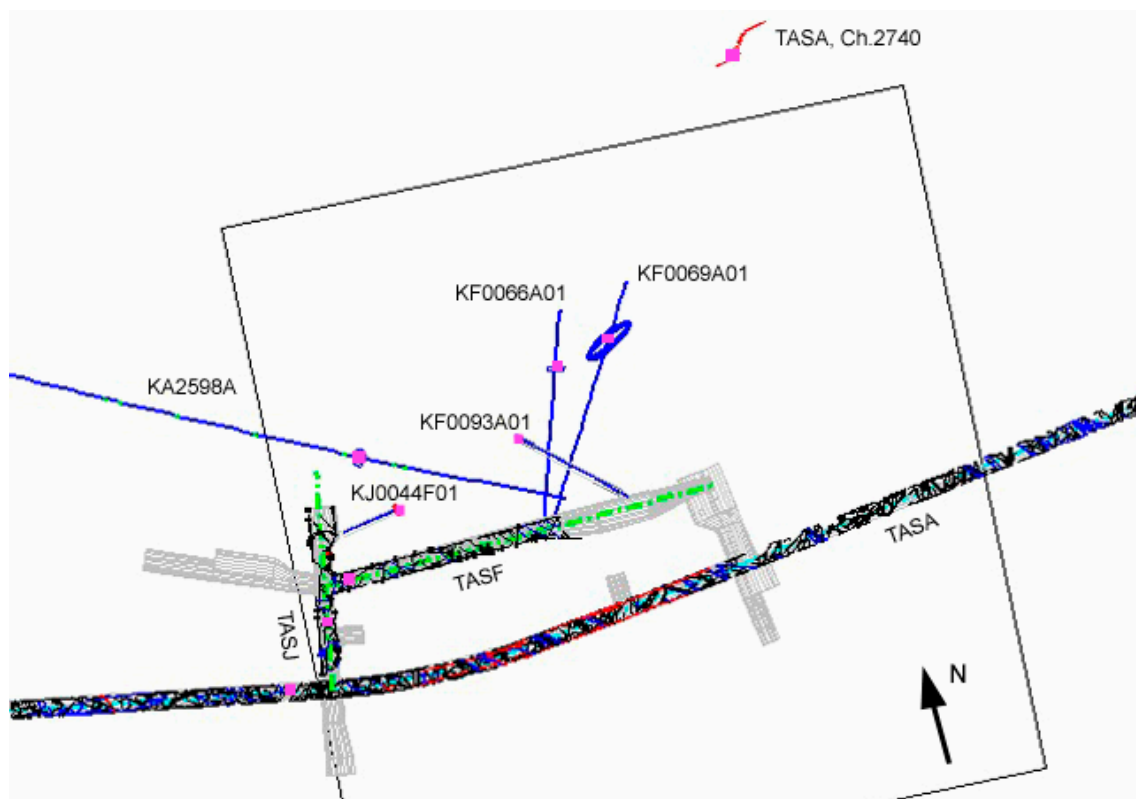 TASA, Ch.2740
KF0069A01
KF0066A01
KA2598A
KF0093A01
KJ0044F01
TASA
TASF
TASJ
N